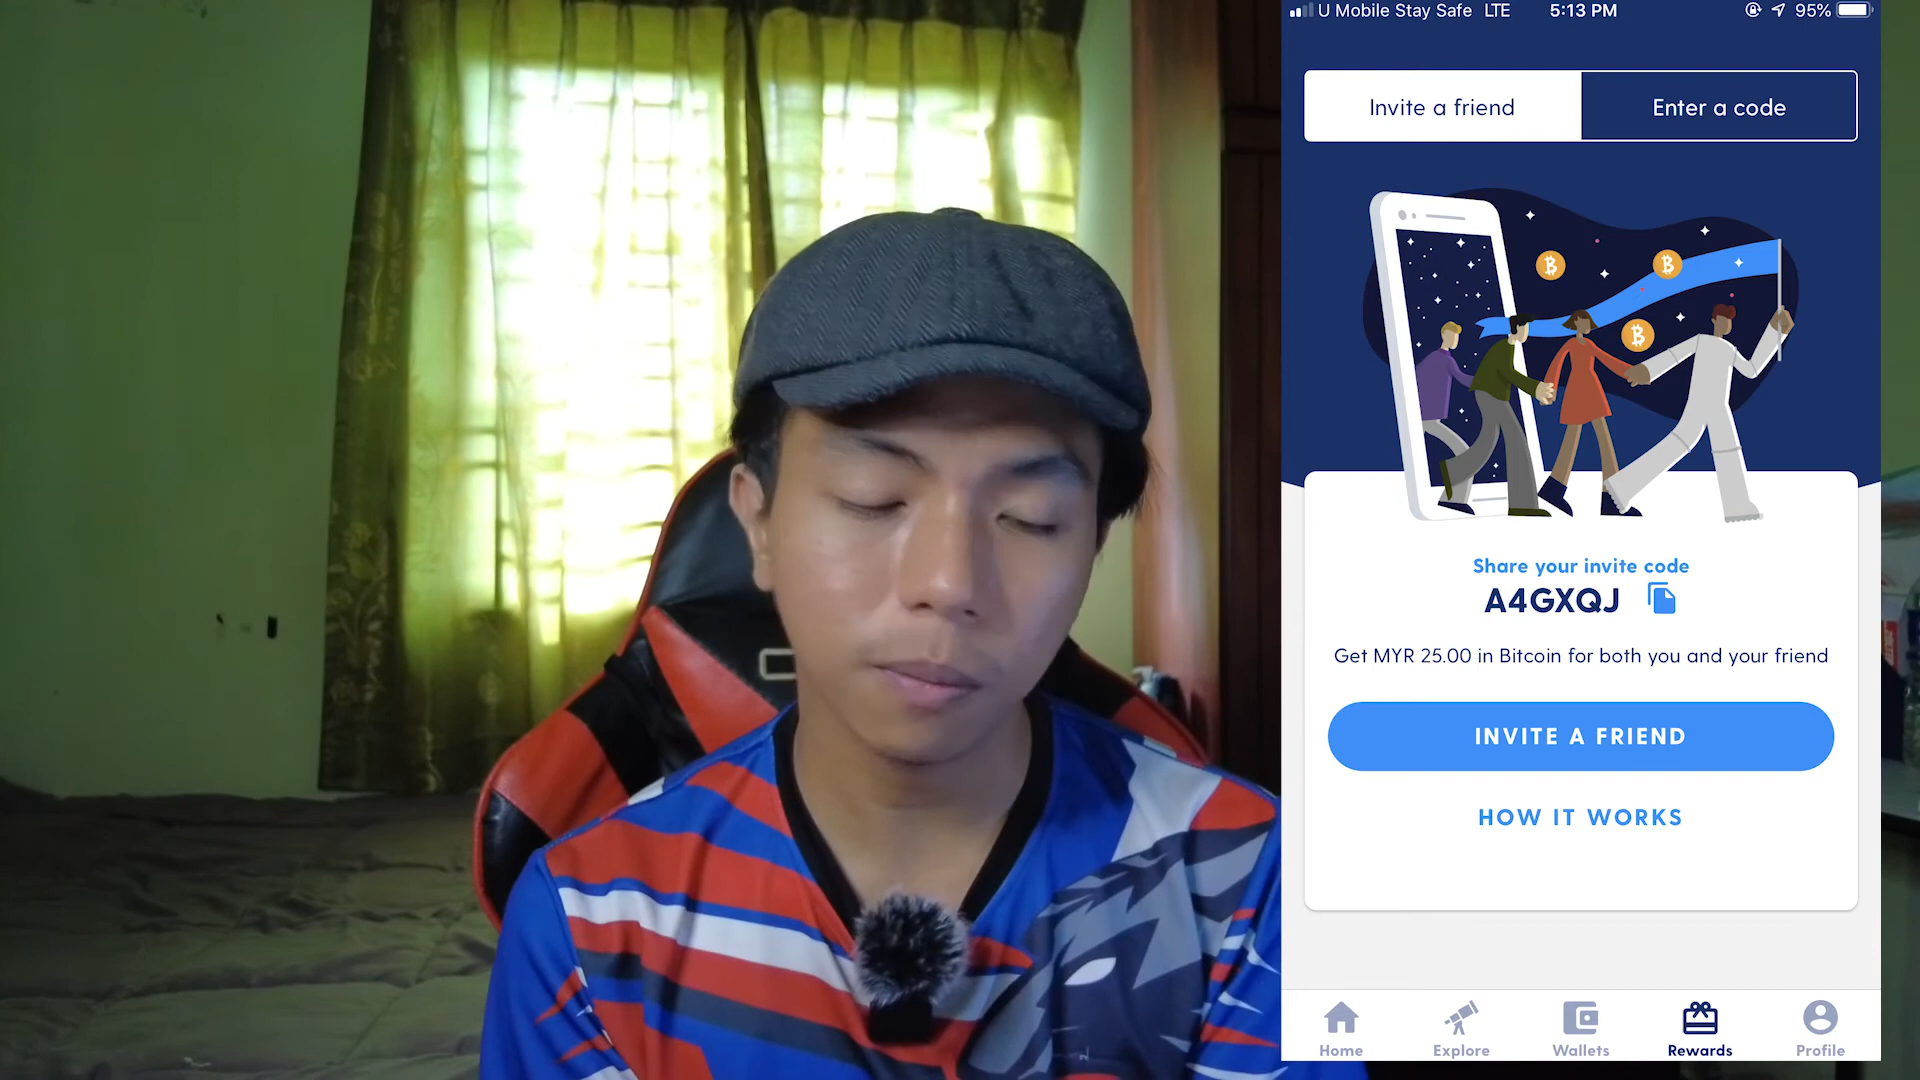 U Mobile Stay Safe LTE 5:13 PM 95%
Invite a friend
Enter a code
Share your invite code
A4GXQJ
Get MYR 25.00 in Bitcoin for both you and your friend
INVITE A FRIEND
HOW IT WORKS
Home
Explore
Wallets
Rewards
Profile